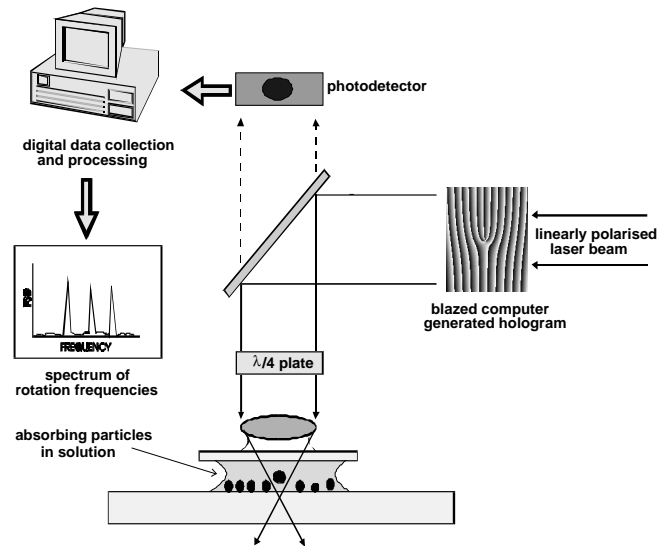 photodetector
digital data collection
and processing
linearly polarised
laser beam
blazed computer
generated hologram
PSD
FREQUENCY
λ/4 plate
spectrum of
rotation frequencies
absorbing particles
in solution